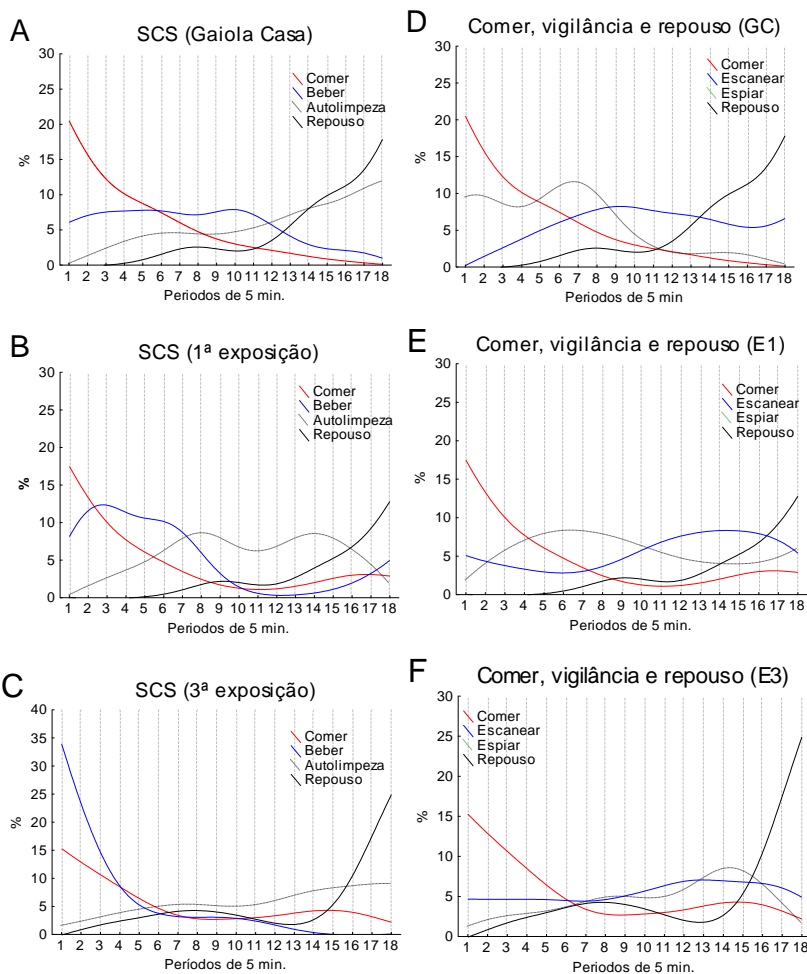 A
SCS (Gaiola Casa)
30
25
20
15
10
5
0
%
Comer
Beber
Autolimpeza
Repouso
1 2 3 4 5 6 7 8 9 10 11 12 13 14 15 16 17 18
Periodos de 5 min.
D
Comer, vigilância e repouso (GC)
30
25
20
15
10
5
0
%
Comer
Escanear
Espiar
Repouso
1 2 3 4 5 6 7 8 9 10 11 12 13 14 15 16 17 18
Periodos de 5 min
B
SCS (1ª exposição)
30
25
20
15
10
5
0
%
Comer
Beber
Autolimpeza
Repouso
1 2 3 4 5 6 7 8 9 10 11 12 13 14 15 16 17 18
Periodos de 5 min.
E
Comer, vigilância e repouso (E1)
30
25
20
15
10
5
0
%
Comer
Escanear
Espiar
Repouso
1 2 3 4 5 6 7 8 9 10 11 12 13 14 15 16 17 18
Periodos de 5 min.
C
SCS (3ª exposição)
40
35
30
25
20
15
10
5
0
%
Comer
Beber
Autolimpeza
Repouso
1 2 3 4 5 6 7 8 9 10 11 12 13 14 15 16 17 18
Períodos de 5 min.
F
Comer, vigilância e repouso (E3)
30
25
20
15
10
5
0
%
Comer
Escanear
Espiar
Repouso
1 2 3 4 5 6 7 8 9 10 11 12 13 14 15 16 17 18
Periodos de 5 min.